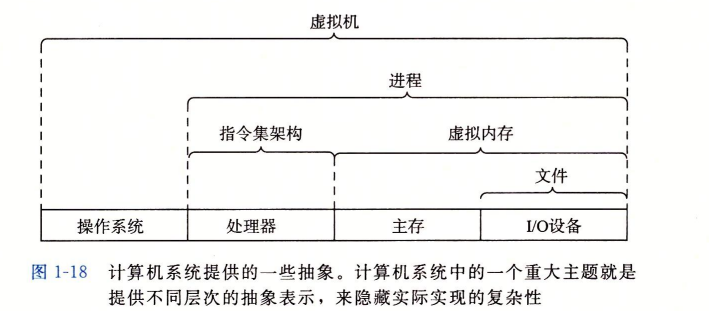 虚拟机
进程
指令集架构 虚拟内存
文件
操作系统 处理器 主存 I/O设备
图 1-18 计算机系统提供的一些抽象。计算机系统中的一个重大主题就是
提供不同层次的抽象表示，来隐藏实际实现的复杂性